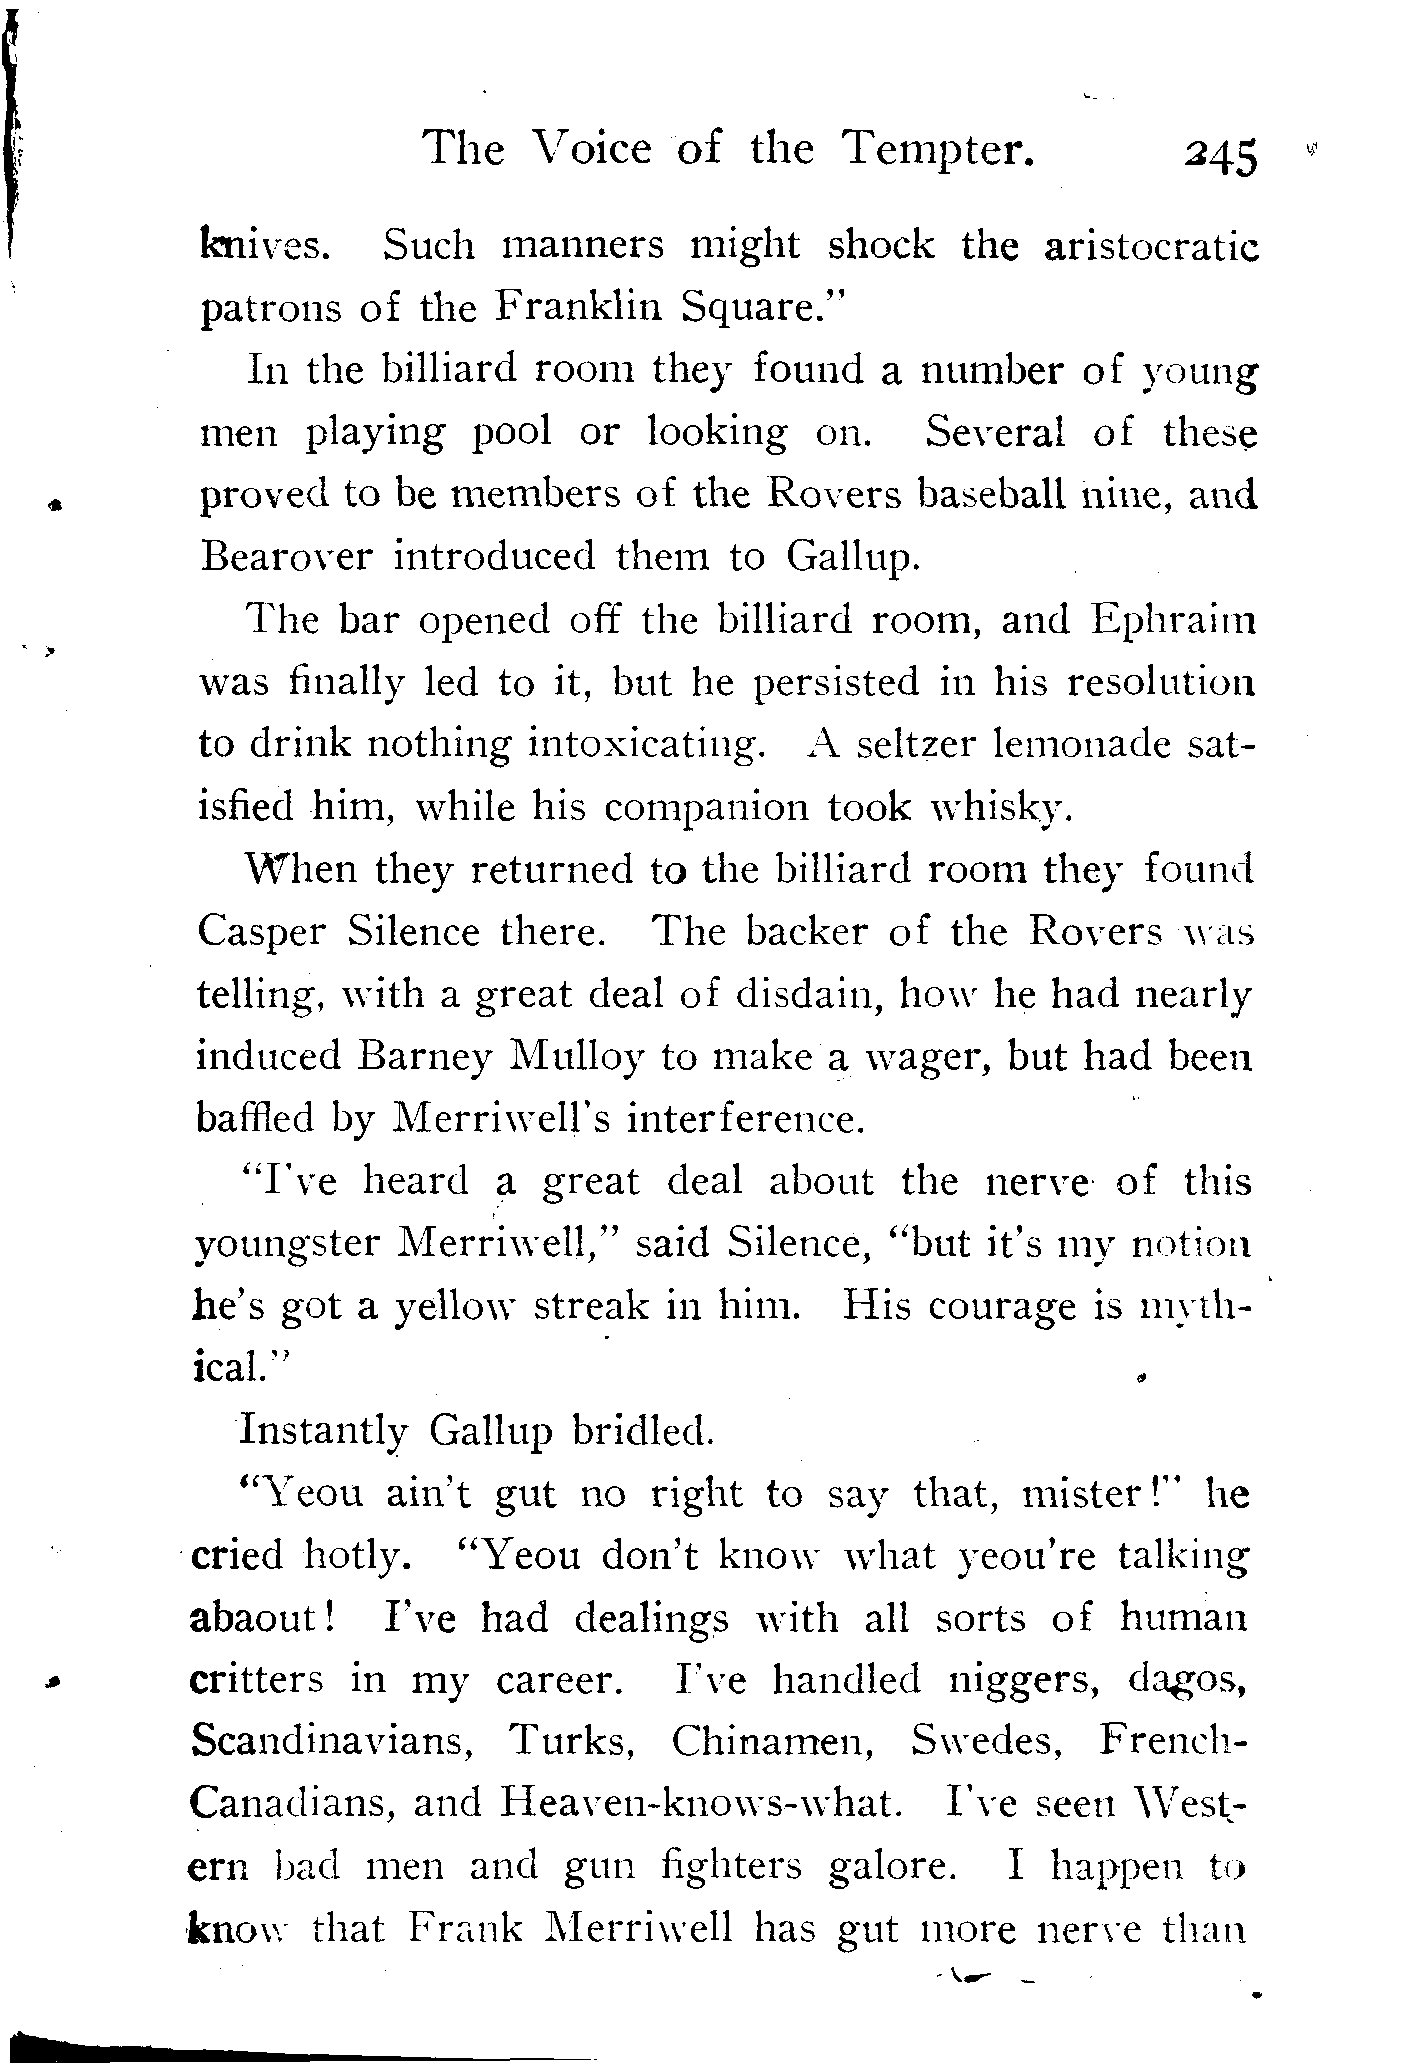 The Voice of the Tempter. 245
knives. Such manners might shock the aristocratic
patrons of the Franklin Square."
In the billiard room they found a number of young
men playing pool or looking on. Several of these
proved to be members of the Rovers baseball nine, and
Bearover introduced them to Gallup.
The bar opened off the billiard room, and Ephraim
was finally led to it, but he persisted in his resolution
to drink nothing intoxicating. A seltzer lemonade sat-
isfied him, while his companion took whisky.
When they returned to the billiard room they found
Casper Silence there. The backer of the Rovers was
telling, with a great deal of disdain, how he had nearly
induced Barney Mulloy to make a wager, but had been
baffled by Merriwell's interference.
"I've heard a great deal about the nerve of this
youngster Merriwell," said Silence, "but it's my notion
he's got a yellow streak in him. His courage is myth-
ical."
Instantly Gallup bridled.
"Yeou ain't gut no right to say that, mister!" he
cried hotly. "Yeou don't know what yeou're talking
abaout! I've had dealings with all sorts of human
critters in my career. I've handled niggers, dagos,
Scandinavians, Turks, Chinamen, Swedes, French-
Canadians, and Heaven-knows-what. I've seen West-
ern bad men and gun fighters galore. I happen to
know that Frank Merriwell has gut more nerve than